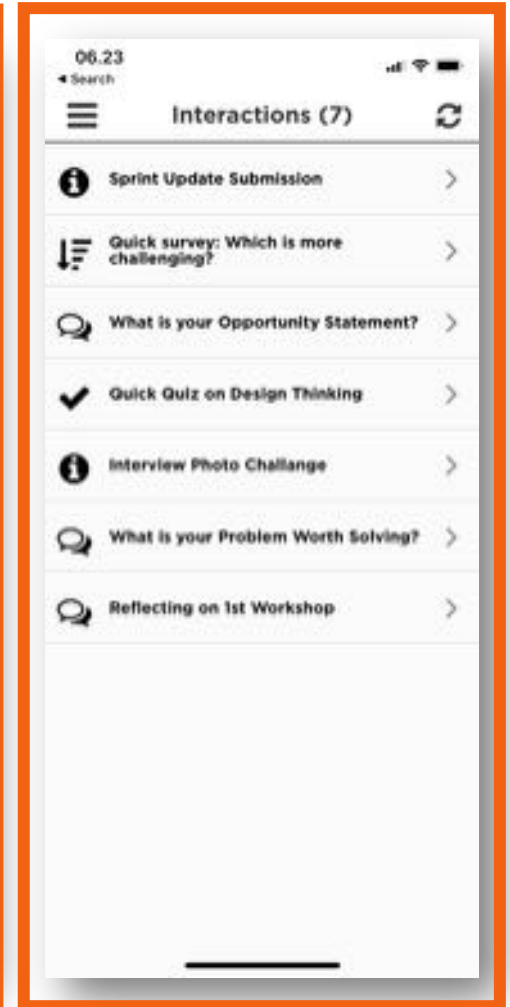 06.23
◄ Search
Interactions (7)
Sprint Update Submission
Quick survey: Which is more
challenging?
What is your Opportunity Statement?
Quick Quiz on Design Thinking
Interview Photo Challange
What is your Problem Worth Solving?
Reflecting on 1st Workshop